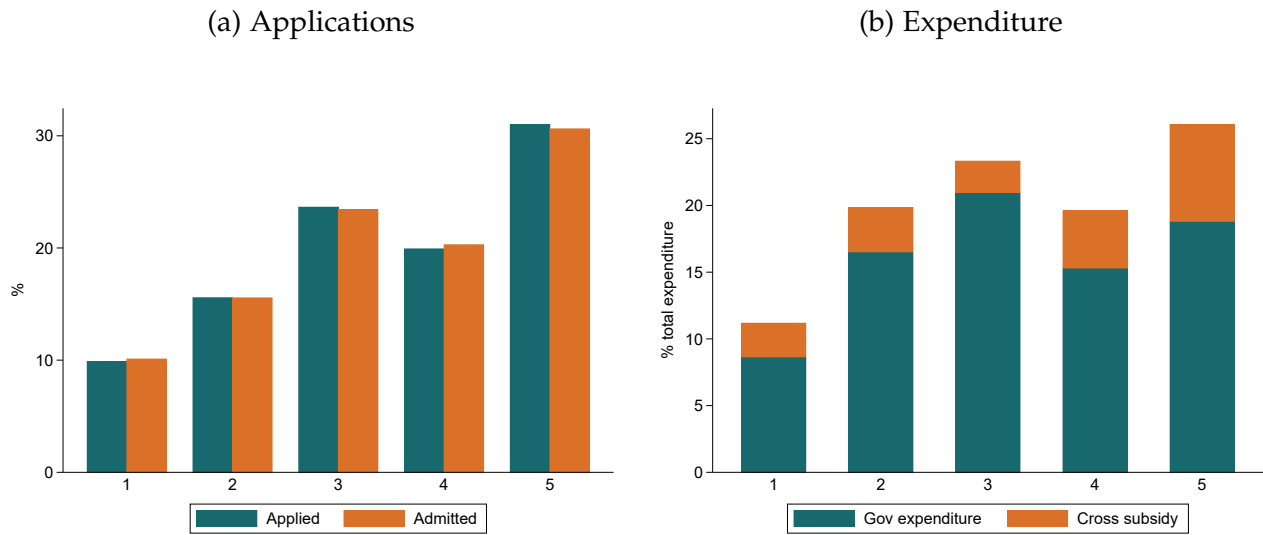 (a) Applications
%
30
20
10
0
1 2 3 4 5
Applied Admitted
(b) Expenditure
% total expenditure
25
20
15
10
5
0
1 2 3 4 5
Gov expenditure Cross subsidy